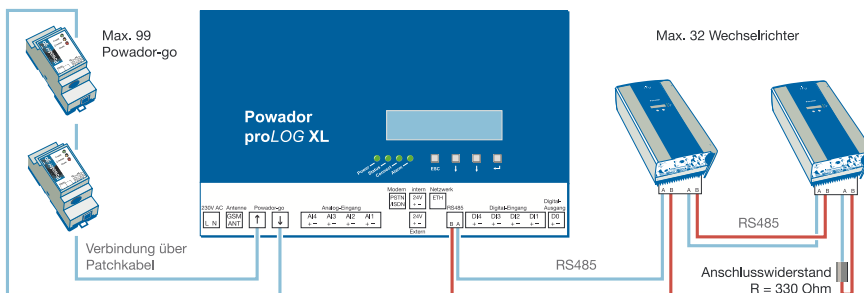 Max. 99
Powador-go
Max. 32 Wechselrichter
Powador
proLOG XL
Power
Status
Connect
Alarm
ESC
Modem
intern
Netzwerk
230V AC
Antenne
Powador-go
Analog-Eingang
PSTN
/ISDN
24V
+ −
ETH
RS485
Digital-Eingang
Digital-
Ausgang
L N
GSM
ANT
↑
↓
AI4
+ −
AI3
+ −
AI2
+ −
AI1
+ −
24V
+ −
Extern
B A
DI4
+ −
DI3
+ −
DI2
+ −
DI1
+ −
D0
+ −
A B
A B
A B
A B
Verbindung über
Patchkabel
RS485
RS485
Anschlusswiderstand
R = 330 Ohm